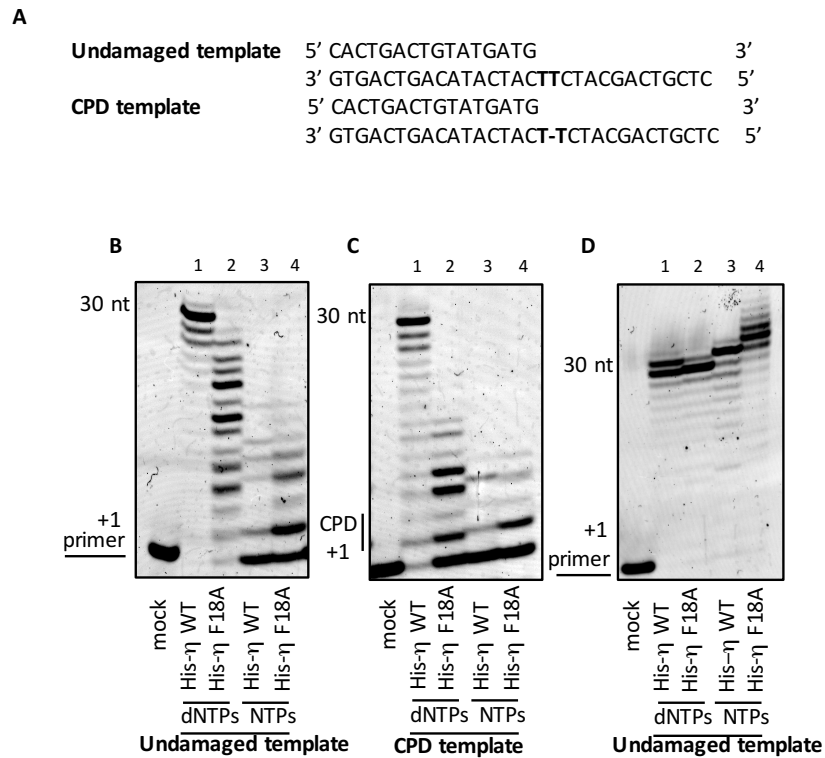 A
Undamaged template 5’ CACTGACTGTATGATG 3’
3’ GTGACTGACATACTACTTCTACGACTGCTC 5’
CPD template 5’ CACTGACTGTATGATG 3’
3’ GTGACTGACATACTACT-TCTACGACTGCTC 5’
B
1 2 3 4
30 nt
+1
primer
mock
His-η WT
His-η F18A
His-η WT
His-η F18A
dNTPs NTPs
Undamaged template
C
1 2 3 4
30 nt
CPD
+1
mock
His-η WT
His-η F18A
His-η WT
His-η F18A
dNTPs NTPs
CPD template
D
1 2 3 4
30 nt
+1
primer
mock
His-η WT
His-η F18A
His–η WT
His-η F18A
dNTPs NTPs
Undamaged template